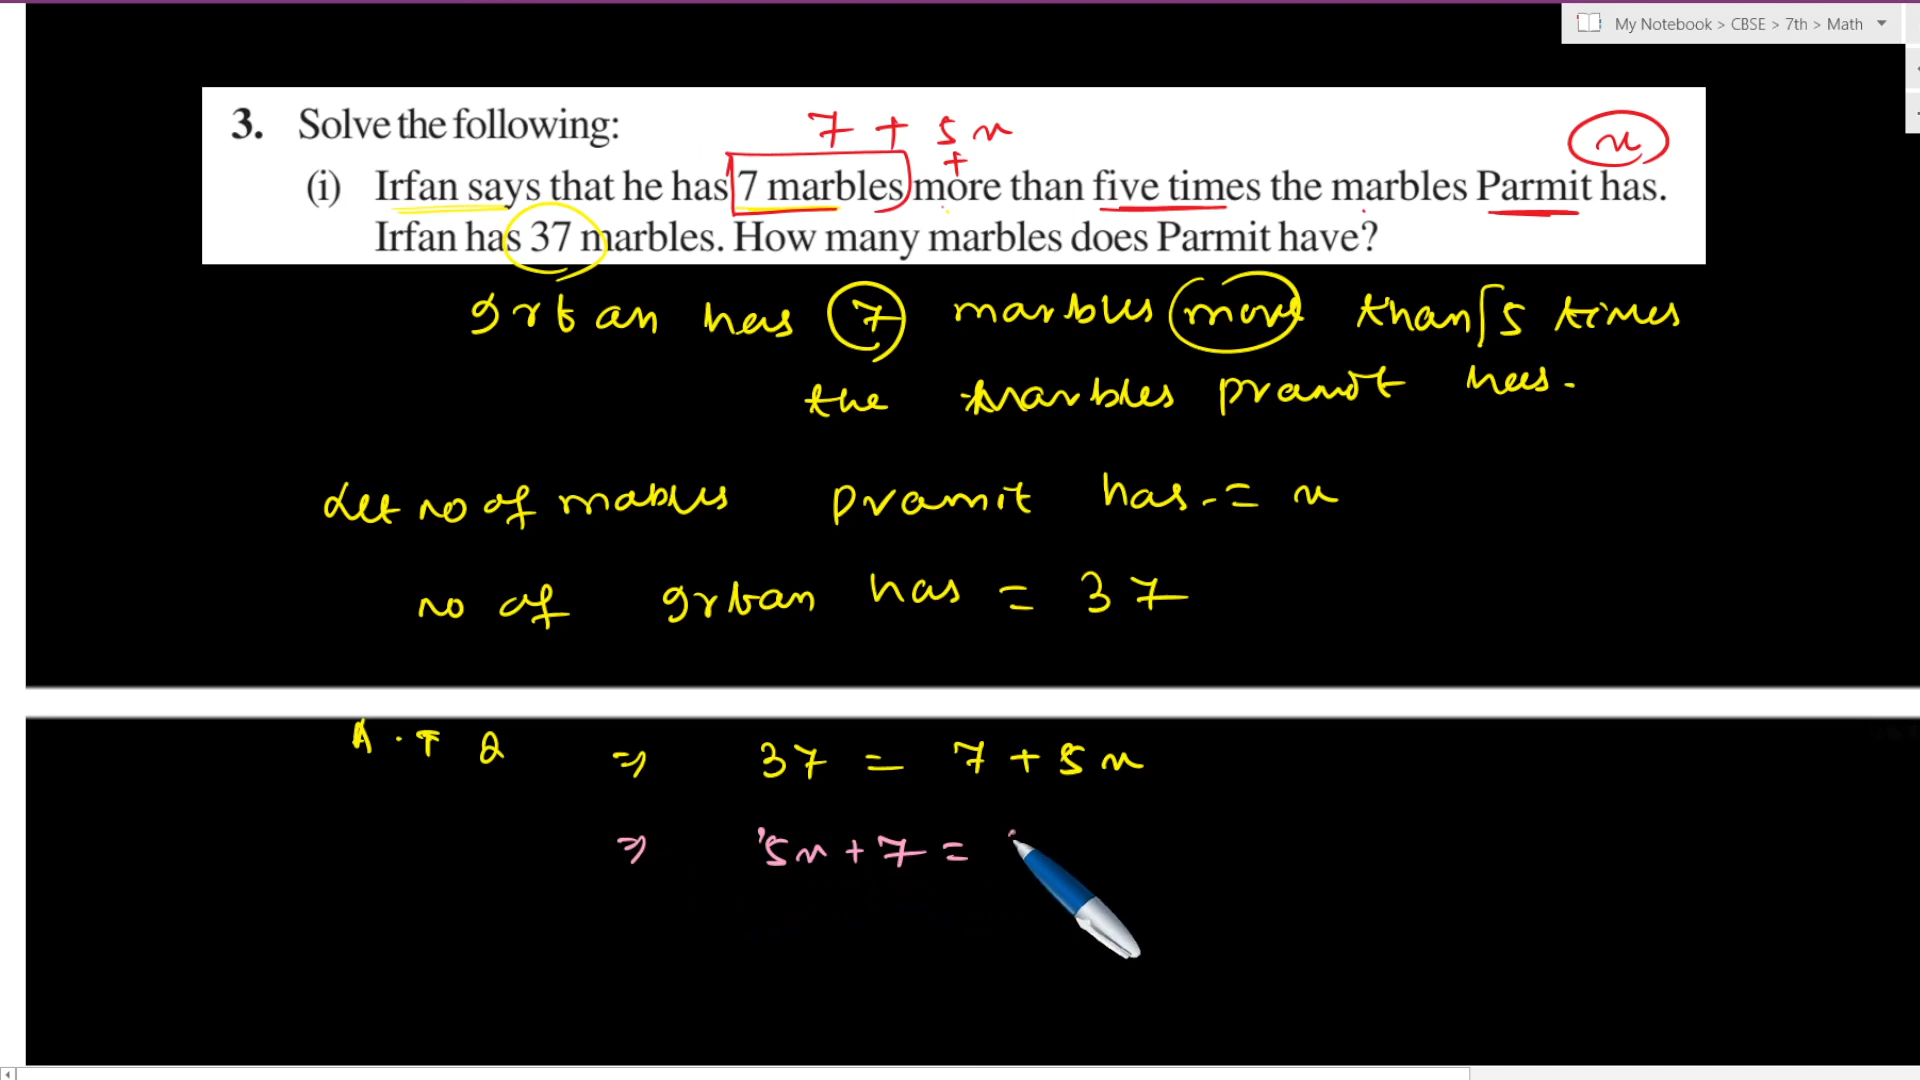 My Notebook > CBSE > 7th > Math
3. Solve the following:
7 + 5x
+
x
(i) Irfan says that he has 7 marbles more than five times the marbles Parmit has.
Irfan has 37 marbles. How many marbles does Parmit have?
Irfan has 7 marbles more than 5 times
the marbles pramit has.
Let no of mables pramit has = x
no of Irfan has = 37
A.T Q ⇒ 37 = 7 + 5x
⇒ 5x + 7 =